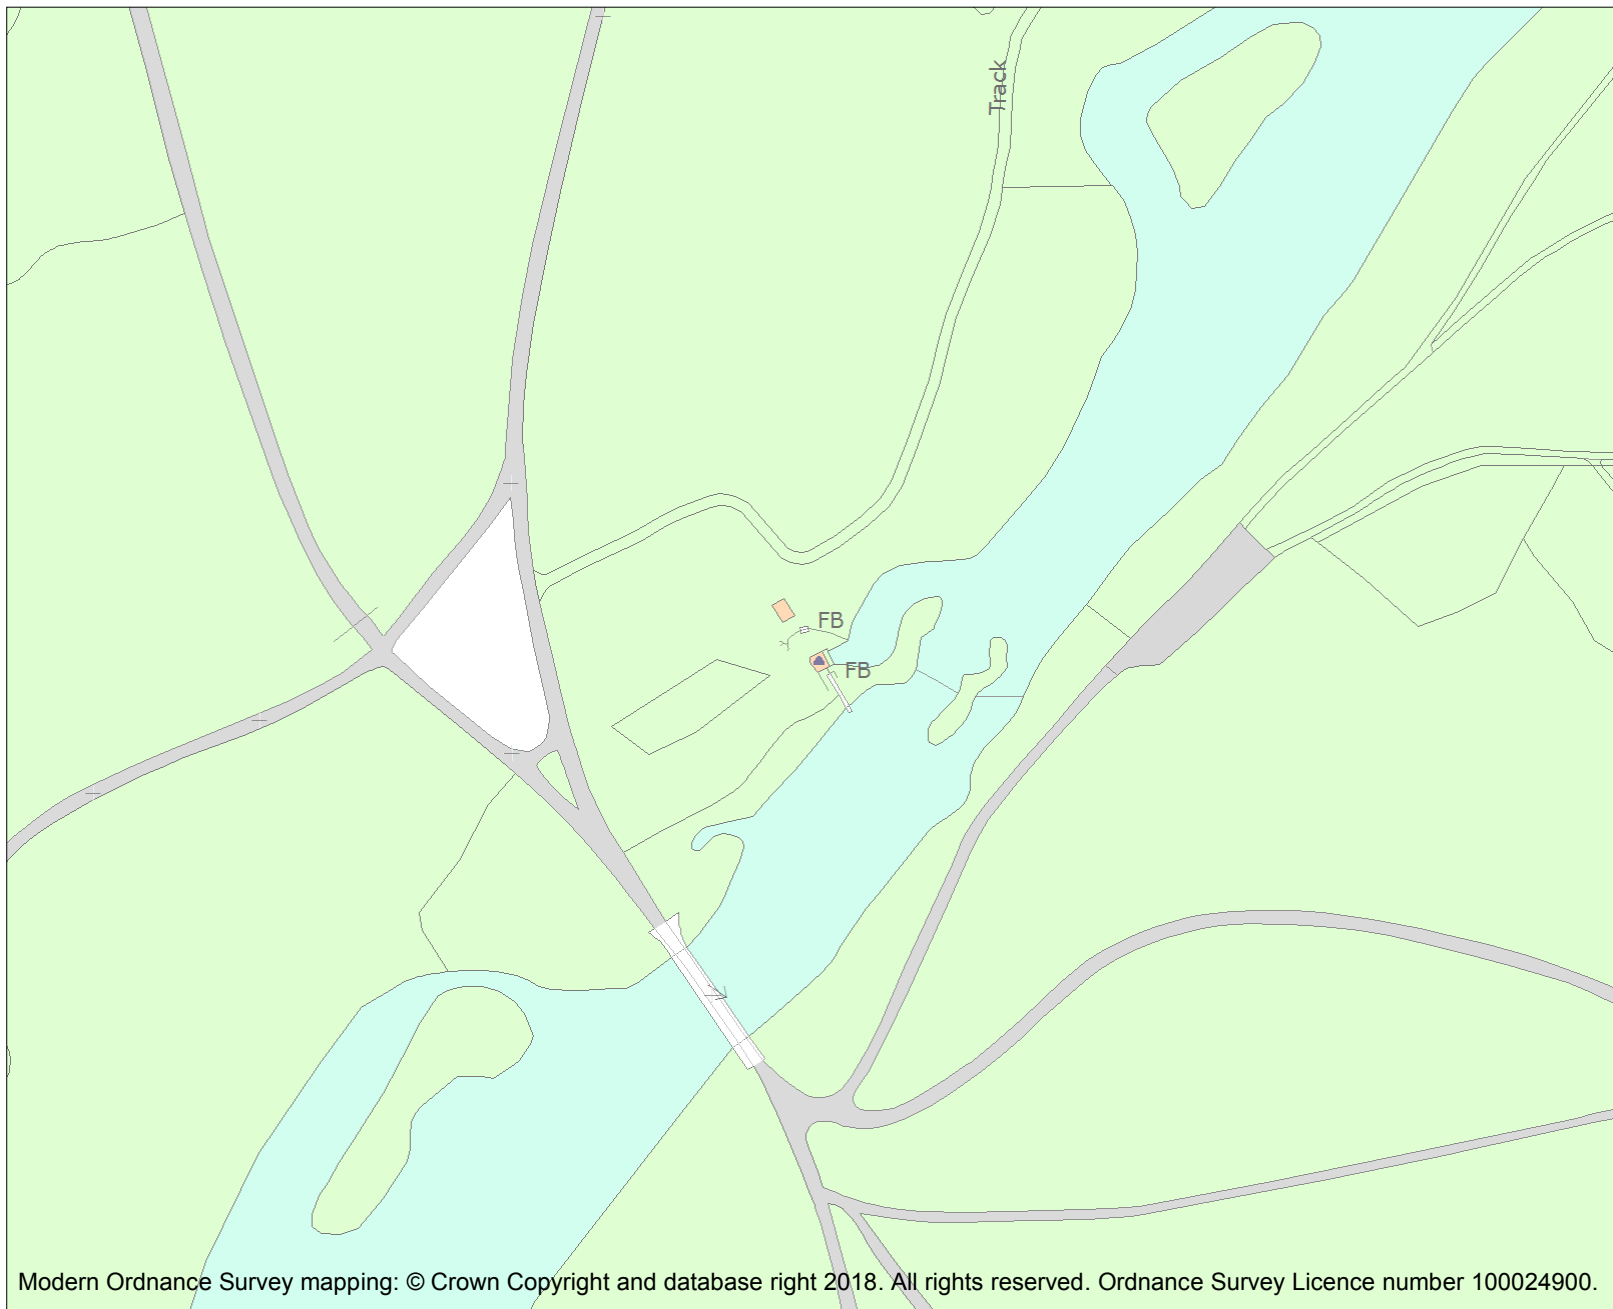 Track
FB
FB
Modern Ordnance Survey mapping: © Crown Copyright and database right 2018. All rights reserved. Ordnance Survey Licence number 100024900.